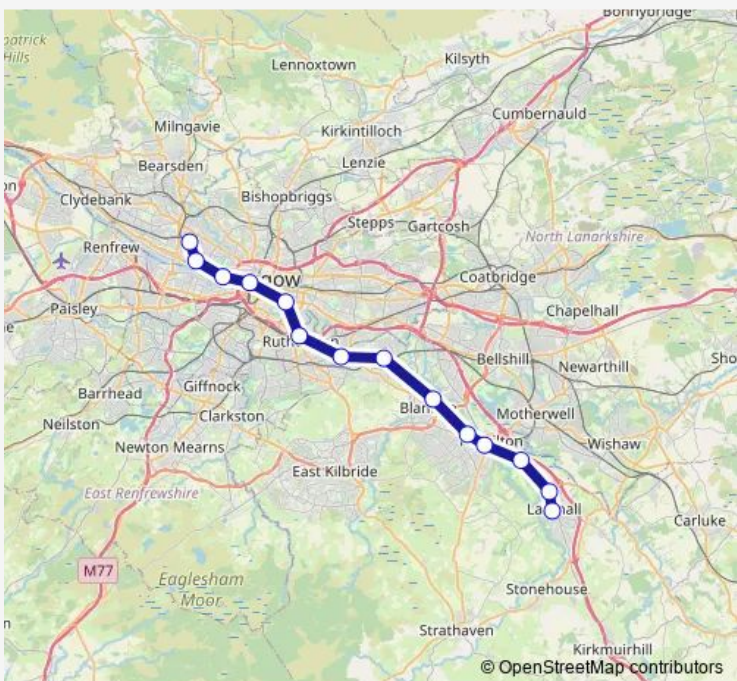 Bonnybridge
Kilsyth
Lennoxtown
Hills
Cumbernauld
Milngavie
Kirkintilloch
Lenzie
Bearsden
Clydebank
Bishopbriggs
Stepps
Gartcosh
North Lanarkshire
Renfrew
Coatbridge
Paisley
Chapelhall
Bellshill
Newarthill
Giffnock
Barrhead
Clarkston
Motherwell
Neilston
Newton Mearns
Wishaw
East Kilbride
East Renfrewshire
Carluke
M77
Eaglesham
Moor
Stonehouse
Strathaven
Kirkmuirhill
© OpenStreetMap contributors